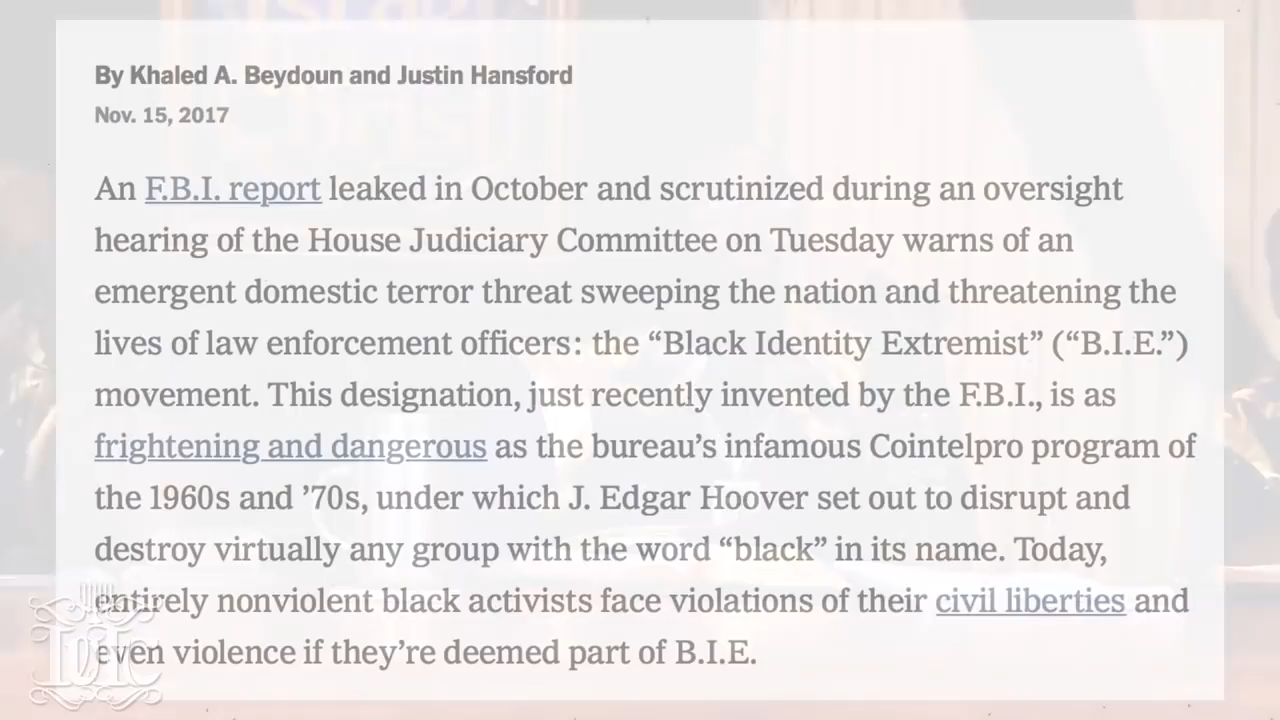 By Khaled A. Beydoun and Justin Hansford
Nov. 15, 2017
An F.B.I. report leaked in October and scrutinized during an oversight
hearing of the House Judiciary Committee on Tuesday warns of an
emergent domestic terror threat sweeping the nation and threatening the
lives of law enforcement officers: the “Black Identity Extremist” (“B.I.E.”)
movement. This designation, just recently invented by the F.B.I., is as
frightening and dangerous as the bureau’s infamous Cointelpro program of
the 1960s and ’70s, under which J. Edgar Hoover set out to disrupt and
destroy virtually any group with the word “black” in its name. Today,
entirely nonviolent black activists face violations of their civil liberties and
even violence if they’re deemed part of B.I.E.